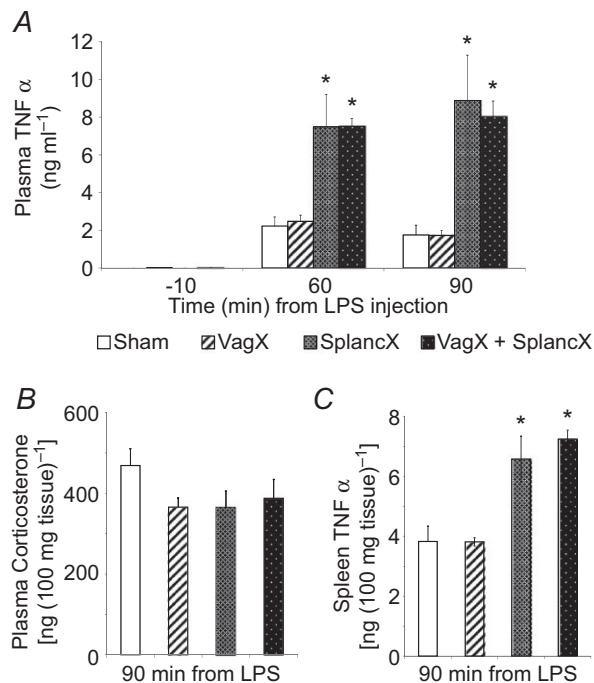 A
Plasma TNF α
(ng ml⁻¹)
12
10
8
6
4
2
0
* * * *
-10 60 90
Time (min) from LPS injection
Sham VagX SplancX VagX + SplancX
B
Plasma Corticosterone
[ng (100 mg tissue)⁻¹]
600
400
200
0
90 min from LPS
C
Spleen TNF α
[ng (100 mg tissue)⁻¹]
8
6
4
2
0
* *
90 min from LPS